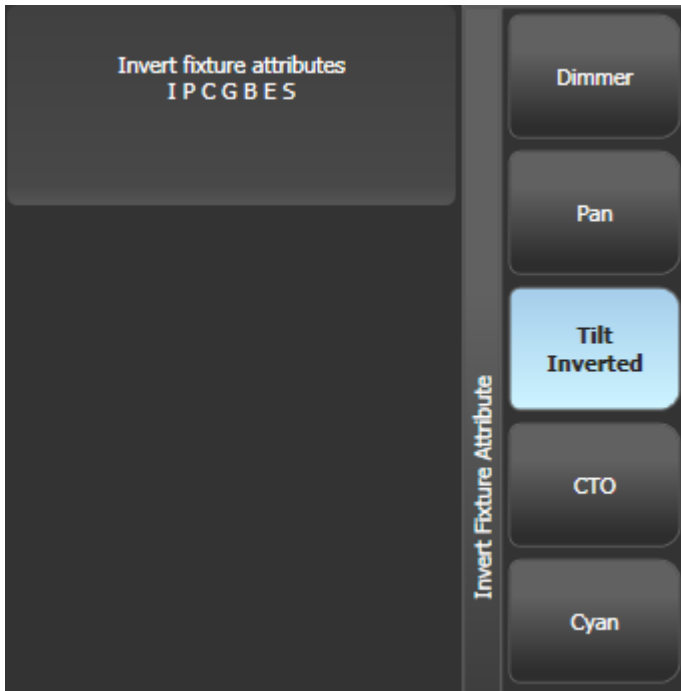 Invert fixture attributes
I P C G B E S
Invert Fixture Attribute
Dimmer
Pan
Tilt
Inverted
CTO
Cyan